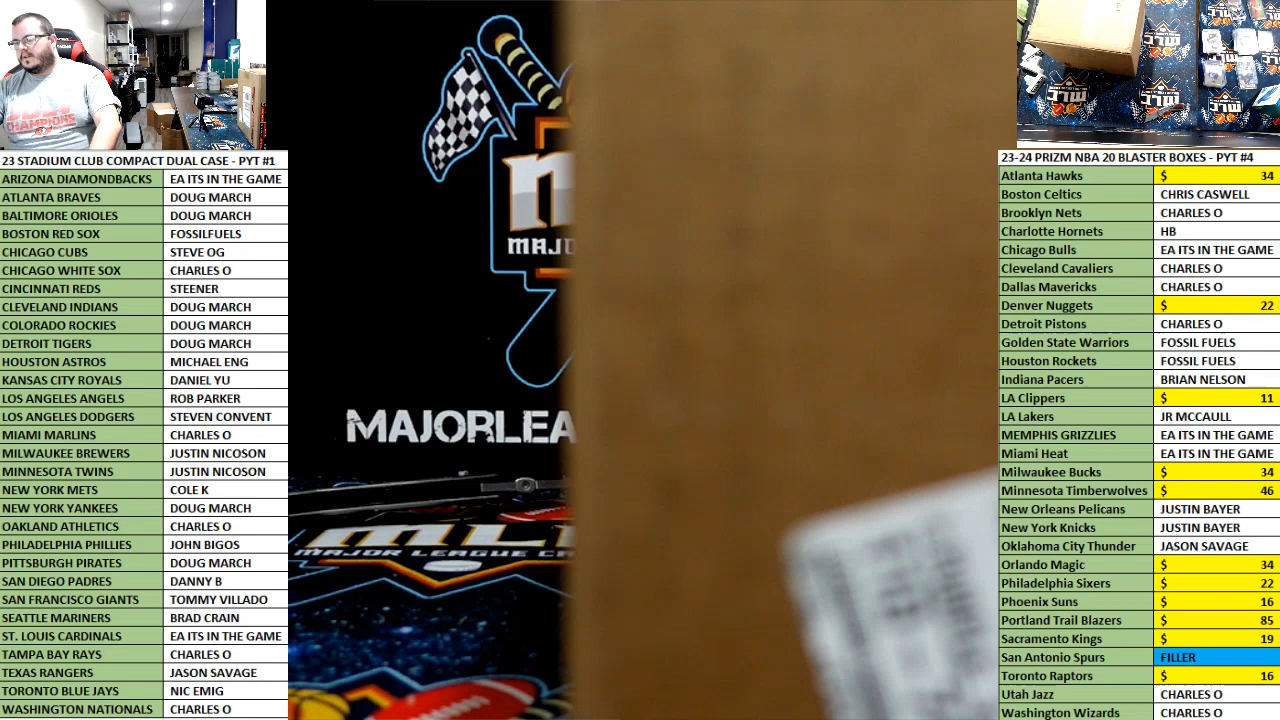 CHAMPIONS
MAJORLEA
MAJOR LEAGUE
23 STADIUM CLUB COMPACT DUAL CASE - PYT #1
ARIZONA DIAMONDBACKS EA ITS IN THE GAME
ATLANTA BRAVES DOUG MARCH
BALTIMORE ORIOLES DOUG MARCH
BOSTON RED SOX FOSSILFUELS
CHICAGO CUBS STEVE OG
CHICAGO WHITE SOX CHARLES O
CINCINNATI REDS STEENER
CLEVELAND INDIANS DOUG MARCH
COLORADO ROCKIES DOUG MARCH
DETROIT TIGERS DOUG MARCH
HOUSTON ASTROS MICHAEL ENG
KANSAS CITY ROYALS DANIEL YU
LOS ANGELES ANGELS ROB PARKER
LOS ANGELES DODGERS STEVEN CONVENT
MIAMI MARLINS CHARLES O
MILWAUKEE BREWERS JUSTIN NICOSON
MINNESOTA TWINS JUSTIN NICOSON
NEW YORK METS COLE K
NEW YORK YANKEES DOUG MARCH
OAKLAND ATHLETICS CHARLES O
PHILADELPHIA PHILLIES JOHN BIGOS
PITTSBURGH PIRATES DOUG MARCH
SAN DIEGO PADRES DANNY B
SAN FRANCISCO GIANTS TOMMY VILLADO
SEATTLE MARINERS BRAD CRAIN
ST. LOUIS CARDINALS EA ITS IN THE GAME
TAMPA BAY RAYS CHARLES O
TEXAS RANGERS JASON SAVAGE
TORONTO BLUE JAYS NIC EMIG
WASHINGTON NATIONALS CHARLES O
23-24 PRIZM NBA 20 BLASTER BOXES - PYT #4
Atlanta Hawks $ 34
Boston Celtics CHRIS CASWELL
Brooklyn Nets CHARLES O
Charlotte Hornets HB
Chicago Bulls EA ITS IN THE GAME
Cleveland Cavaliers CHARLES O
Dallas Mavericks CHARLES O
Denver Nuggets $ 22
Detroit Pistons CHARLES O
Golden State Warriors FOSSIL FUELS
Houston Rockets FOSSIL FUELS
Indiana Pacers BRIAN NELSON
LA Clippers $ 11
LA Lakers JR MCCAULL
MEMPHIS GRIZZLIES EA ITS IN THE GAME
Miami Heat EA ITS IN THE GAME
Milwaukee Bucks $ 34
Minnesota Timberwolves $ 46
New Orleans Pelicans JUSTIN BAYER
New York Knicks JUSTIN BAYER
Oklahoma City Thunder JASON SAVAGE
Orlando Magic $ 34
Philadelphia Sixers $ 22
Phoenix Suns $ 16
Portland Trail Blazers $ 85
Sacramento Kings $ 19
San Antonio Spurs FILLER
Toronto Raptors $ 16
Utah Jazz CHARLES O
Washington Wizards CHARLES O